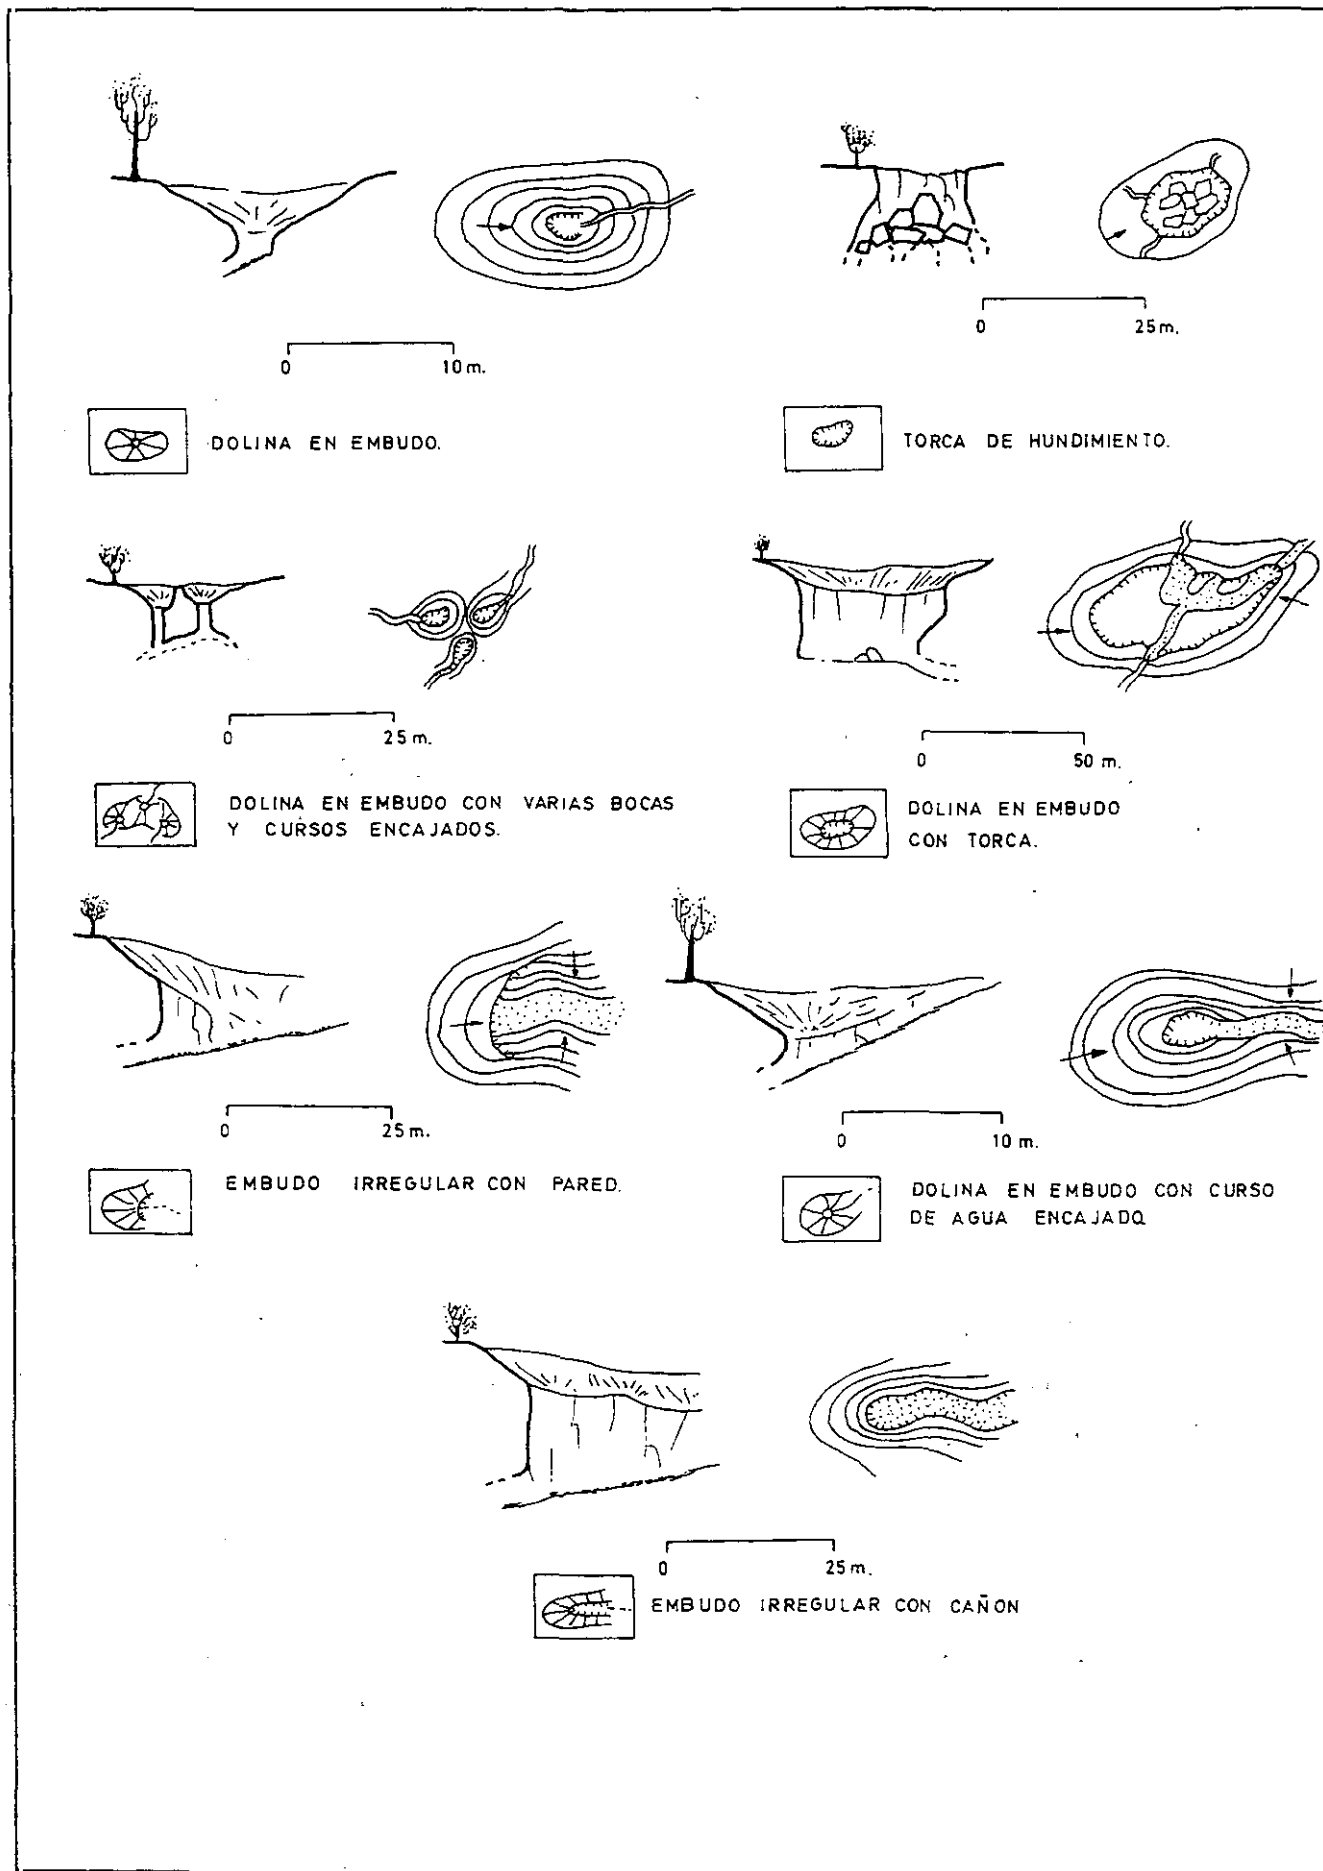 0 10 m.
0 25 m.
DOLINA EN EMBUDO.
TORCA DE HUNDIMIENTO.
0 25 m.
0 50 m.
DOLINA EN EMBUDO CON VARIAS BOCAS
Y CURSOS ENCAJADOS.
DOLINA EN EMBUDO
CON TORCA.
0 25 m.
0 10 m.
EMBUDO IRREGULAR CON PARED.
DOLINA EN EMBUDO CON CURSO
DE AGUA ENCAJADO
0 25 m.
EMBUDO IRREGULAR CON CAÑON